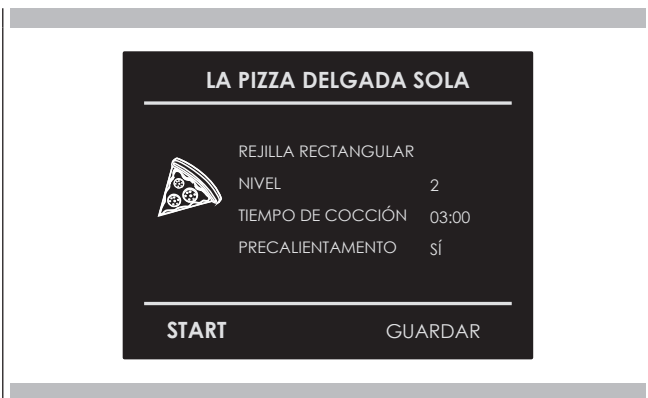 LA PIZZA DELGADA SOLA
REJILLA RECTANGULAR
NIVEL 2
TIEMPO DE COCCIÓN 03:00
PRECALIENTAMENTO SÍ
START GUARDAR